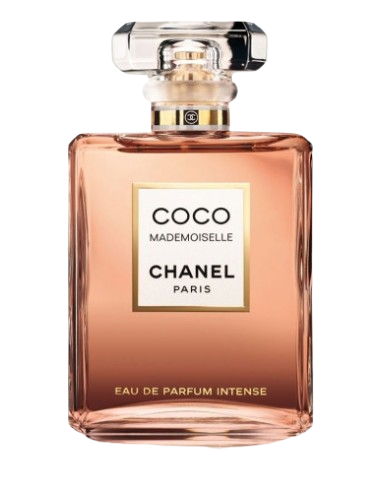 COCO
MADEMOISELLE
CHANEL
PARIS
EAU DE PARFUM INTENSE